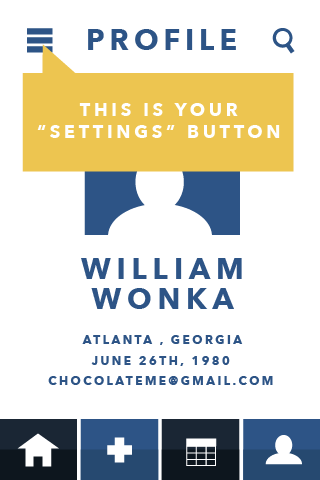 PROFILE
THIS IS YOUR
“SETTINGS” BUTTON
WILLIAM
WONKA
ATLANTA , GEORGIA
JUNE 26TH, 1980
CHOCOLATEME@GMAIL.COM